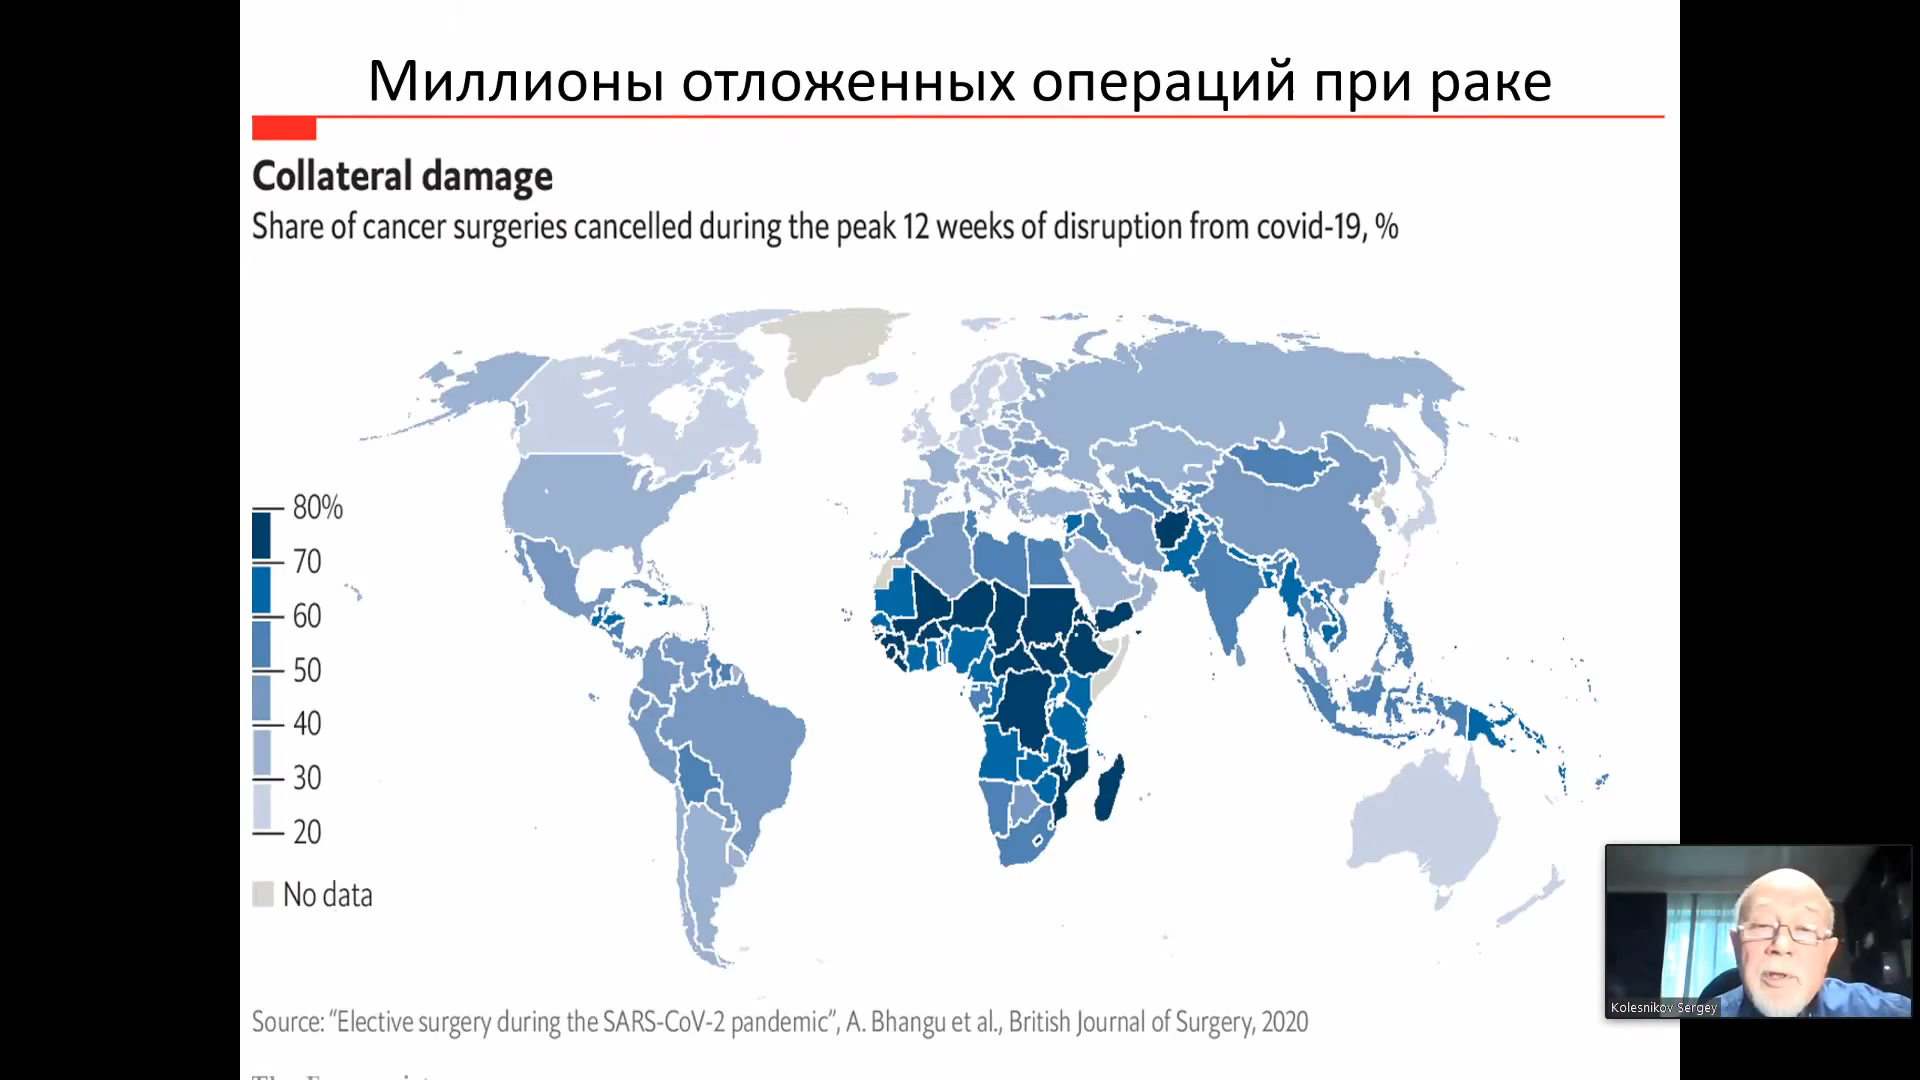 Миллионы отложенных операций при раке
Collateral damage
Share of cancer surgeries cancelled during the peak 12 weeks of disruption from covid-19, %
80%
70
60
50
40
30
20
No data
Kolesnikov Sergey
Source: “Elective surgery during the SARS-CoV-2 pandemic”, A. Bhangu et al., British Journal of Surgery, 2020